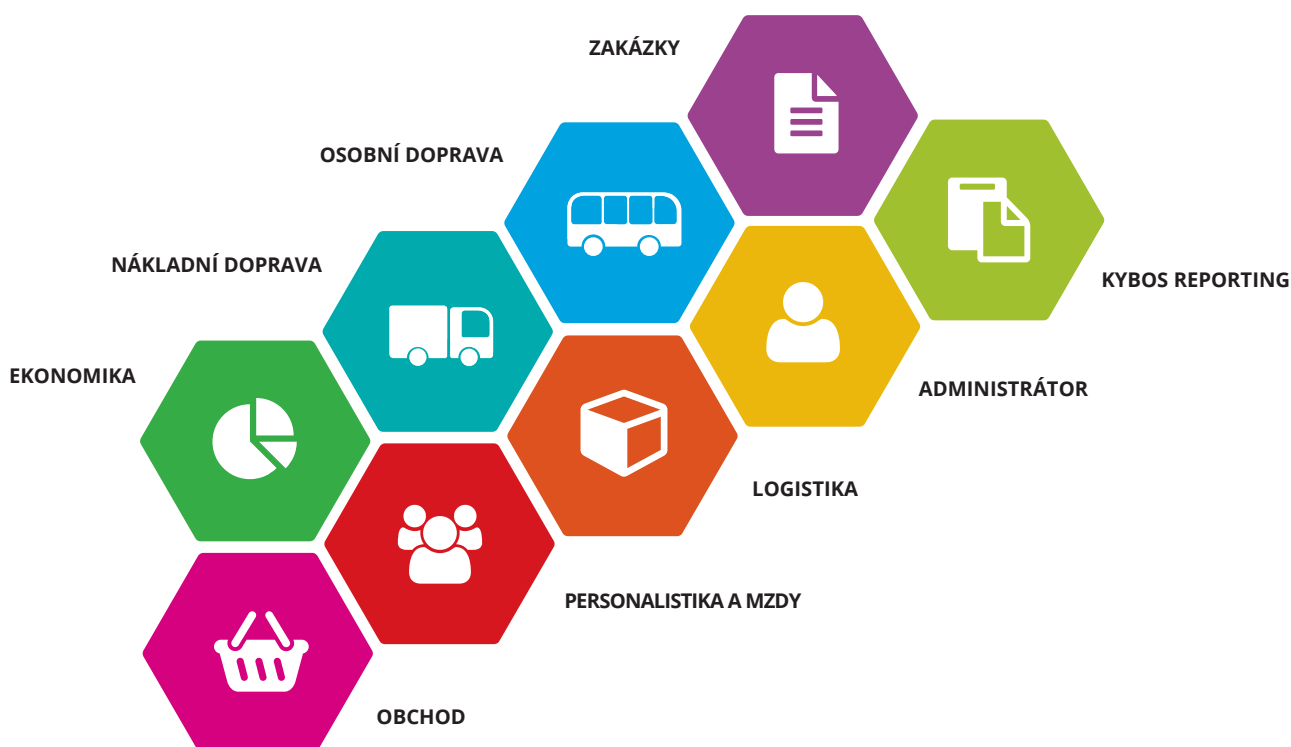 ZAKÁZKY
OSOBNÍ DOPRAVA
NÁKLADNÍ DOPRAVA
KYBOS REPORTING
EKONOMIKA
ADMINISTRÁTOR
LOGISTIKA
PERSONALISTIKA A MZDY
OBCHOD